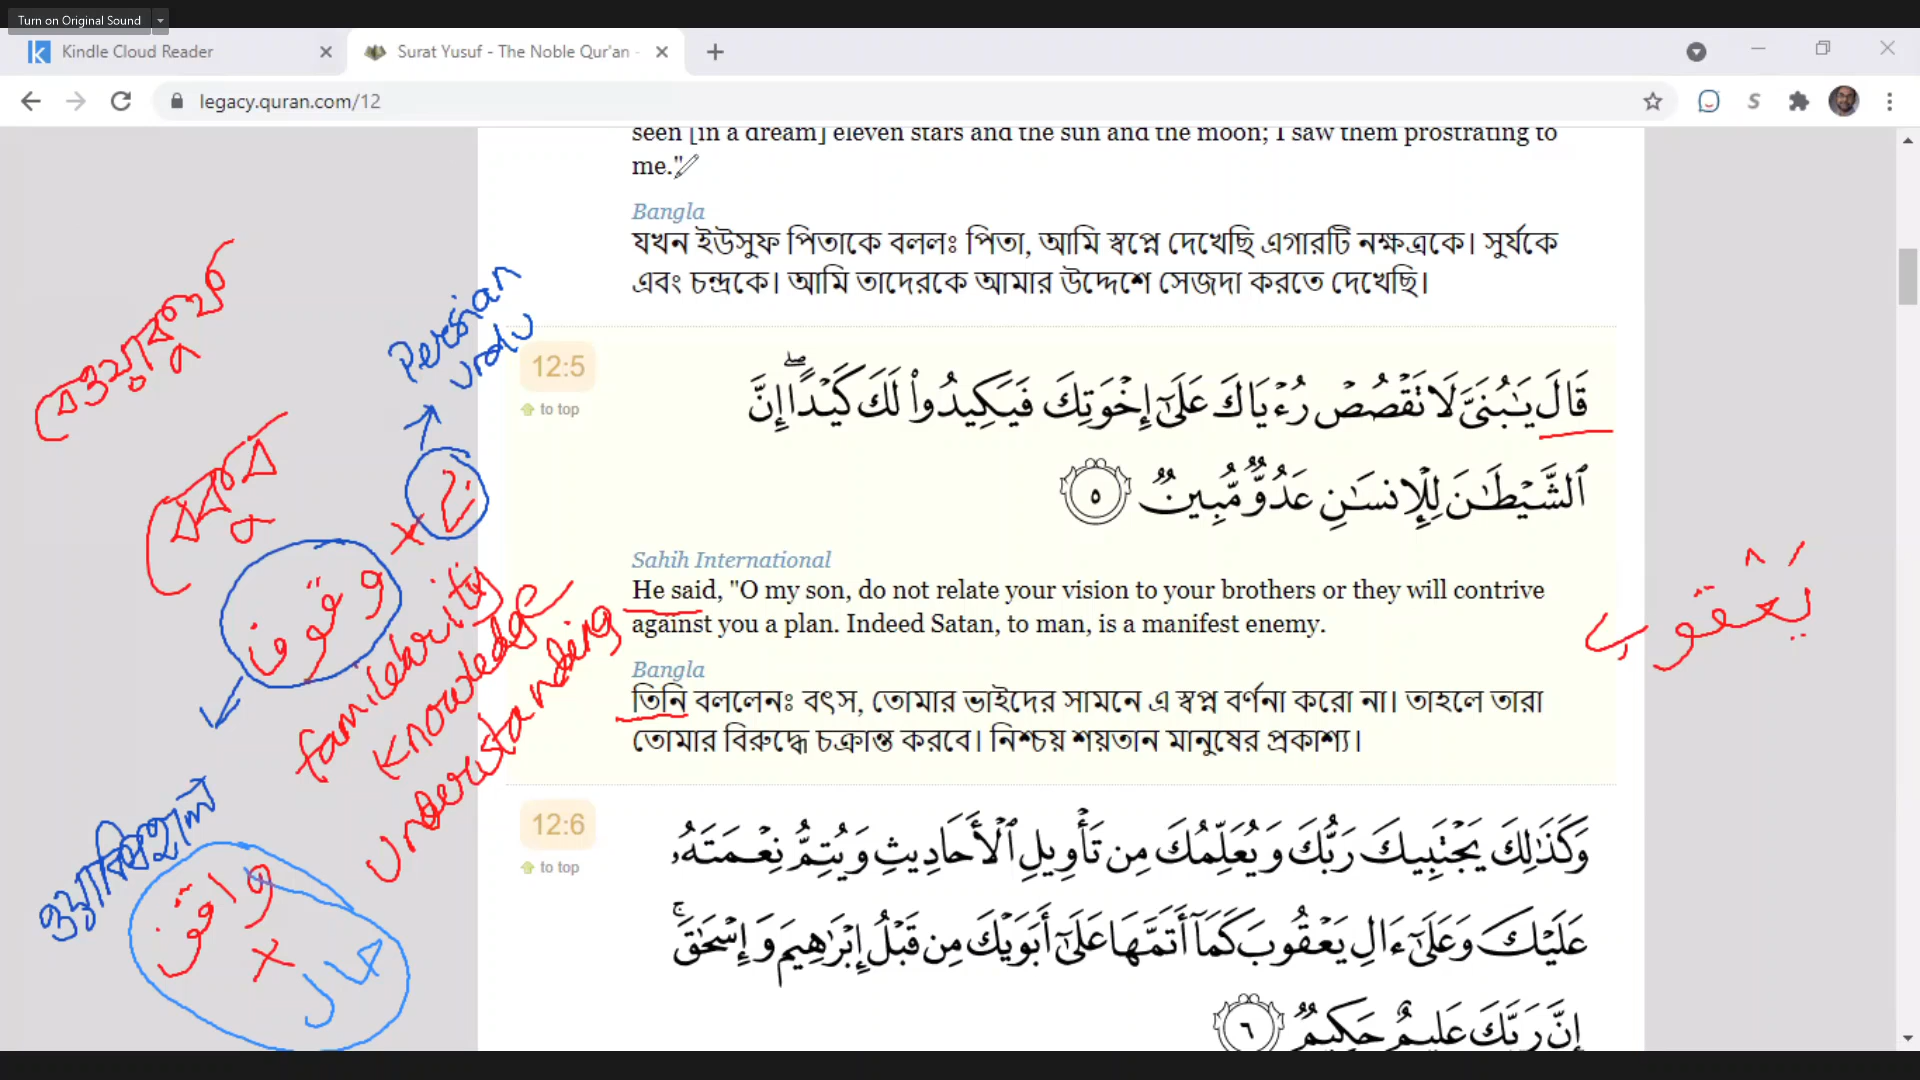 Turn on Original Sound
Kindle Cloud Reader
Surat Yusuf - The Noble Qur'an -
legacy.quran.com/12
seen [in a dream] eleven stars and the sun and the moon; I saw them prostrating to
me."
Bangla
যখন ইউসুফ পিতাকে বললঃ পিতা, আমি স্বপ্নে দেখেছি এগারটি নক্ষত্রকে। সুর্যকে
এবং চন্দ্রকে। আমি তাদেরকে আমার উদ্দেশে সেজদা করতে দেখেছি।
12:5
to top
قَالَ يَـٰبُنَىَّ لَا تَقْصُصْ رُءْيَاكَ عَلَىٰٓ إِخْوَتِكَ فَيَكِيدُوا۟ لَكَ كَيْدًا ۖ إِنَّ
ٱلشَّيْطَـٰنَ لِلْإِنسَـٰنِ عَدُوٌّ مُّبِينٌ ٥
Sahih International
He said, "O my son, do not relate your vision to your brothers or they will contrive
against you a plan. Indeed Satan, to man, is a manifest enemy.
Bangla
তিনি বললেনঃ বৎস, তোমার ভাইদের সামনে এ স্বপ্ন বর্ণনা করো না। তাহলে তারা
তোমার বিরুদ্ধে চক্রান্ত করবে। নিশ্চয় শয়তান মানুষের প্রকাশ্য।
12:6
to top
وَكَذَٰلِكَ يَجْتَبِيكَ رَبُّكَ وَيُعَلِّمُكَ مِن تَأْوِيلِ ٱلْأَحَادِيثِ وَيُتِمُّ نِعْمَتَهُۥ
عَلَيْكَ وَعَلَىٰٓ ءَالِ يَعْقُوبَ كَمَآ أَتَمَّهَا عَلَىٰٓ أَبَوَيْكَ مِن قَبْلُ إِبْرَٰهِيمَ وَإِسْحَـٰقَ ۚ
إِنَّ رَبَّكَ عَلِيمٌ حَكِيمٌ ٦
Persian
Urdu
وقوف
familebrity
Knowledge
Understanding
واقف
حال
يَعْقوب